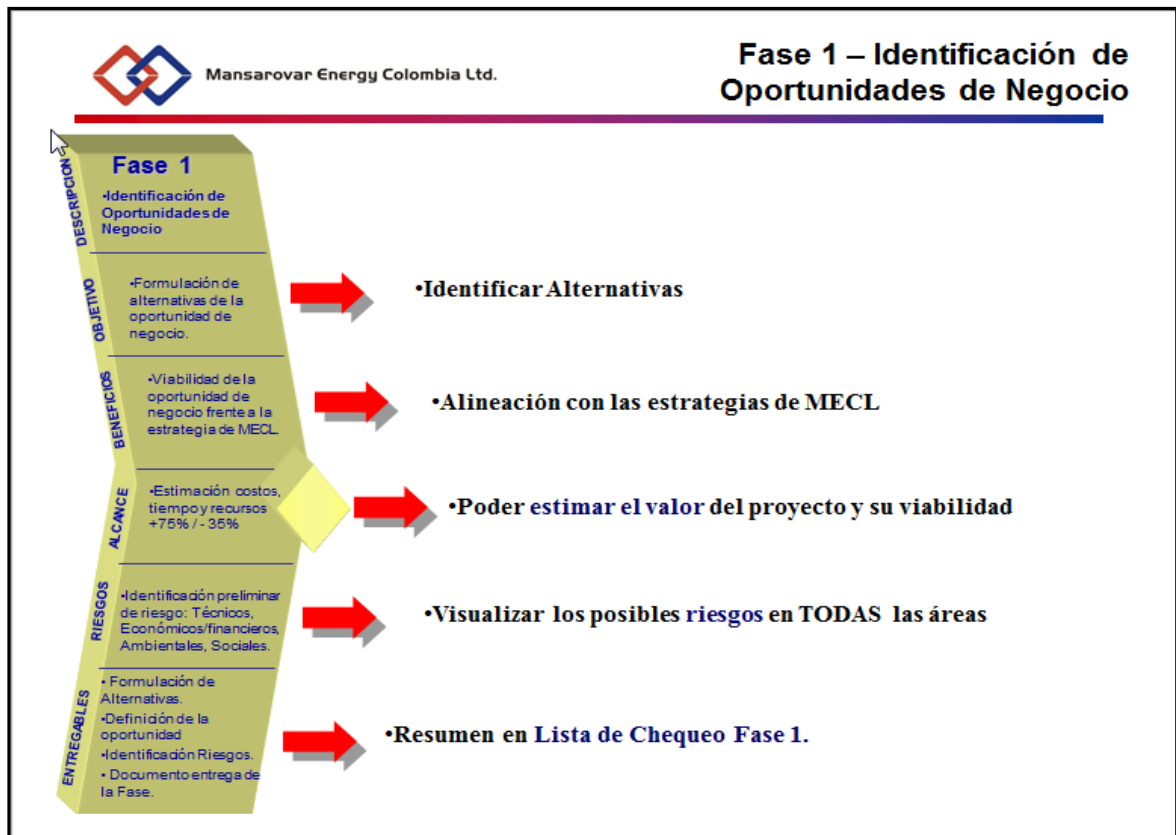 Mansarovar Energy Colombia Ltd.
Fase 1 – Identificación de
Oportunidades de Negocio
DESCRIPCION
Fase 1
•Identificación de
Oportunidades de
Negocio
OBJETIVO
•Formulación de
alternativas de la
oportunidad de
negocio.
•Identificar Alternativas
BENEFICIOS
•Viabilidad de la
oportunidad de
negocio frente a la
estrategia de MECL.
•Alineación con las estrategias de MECL
ALCANCE
•Estimación costos,
tiempo y recursos
+75% / - 35%
•Poder estimar el valor del proyecto y su viabilidad
RIESGOS
•Identificación preliminar
de riesgo: Técnicos,
Económicos/financieros,
Ambientales, Sociales.
•Visualizar los posibles riesgos en TODAS las áreas
ENTREGABLES
• Formulación de
Alternativas.
•Definición de la
oportunidad
•Identificación Riesgos.
• Documento entrega de
la Fase.
•Resumen en Lista de Chequeo Fase 1.